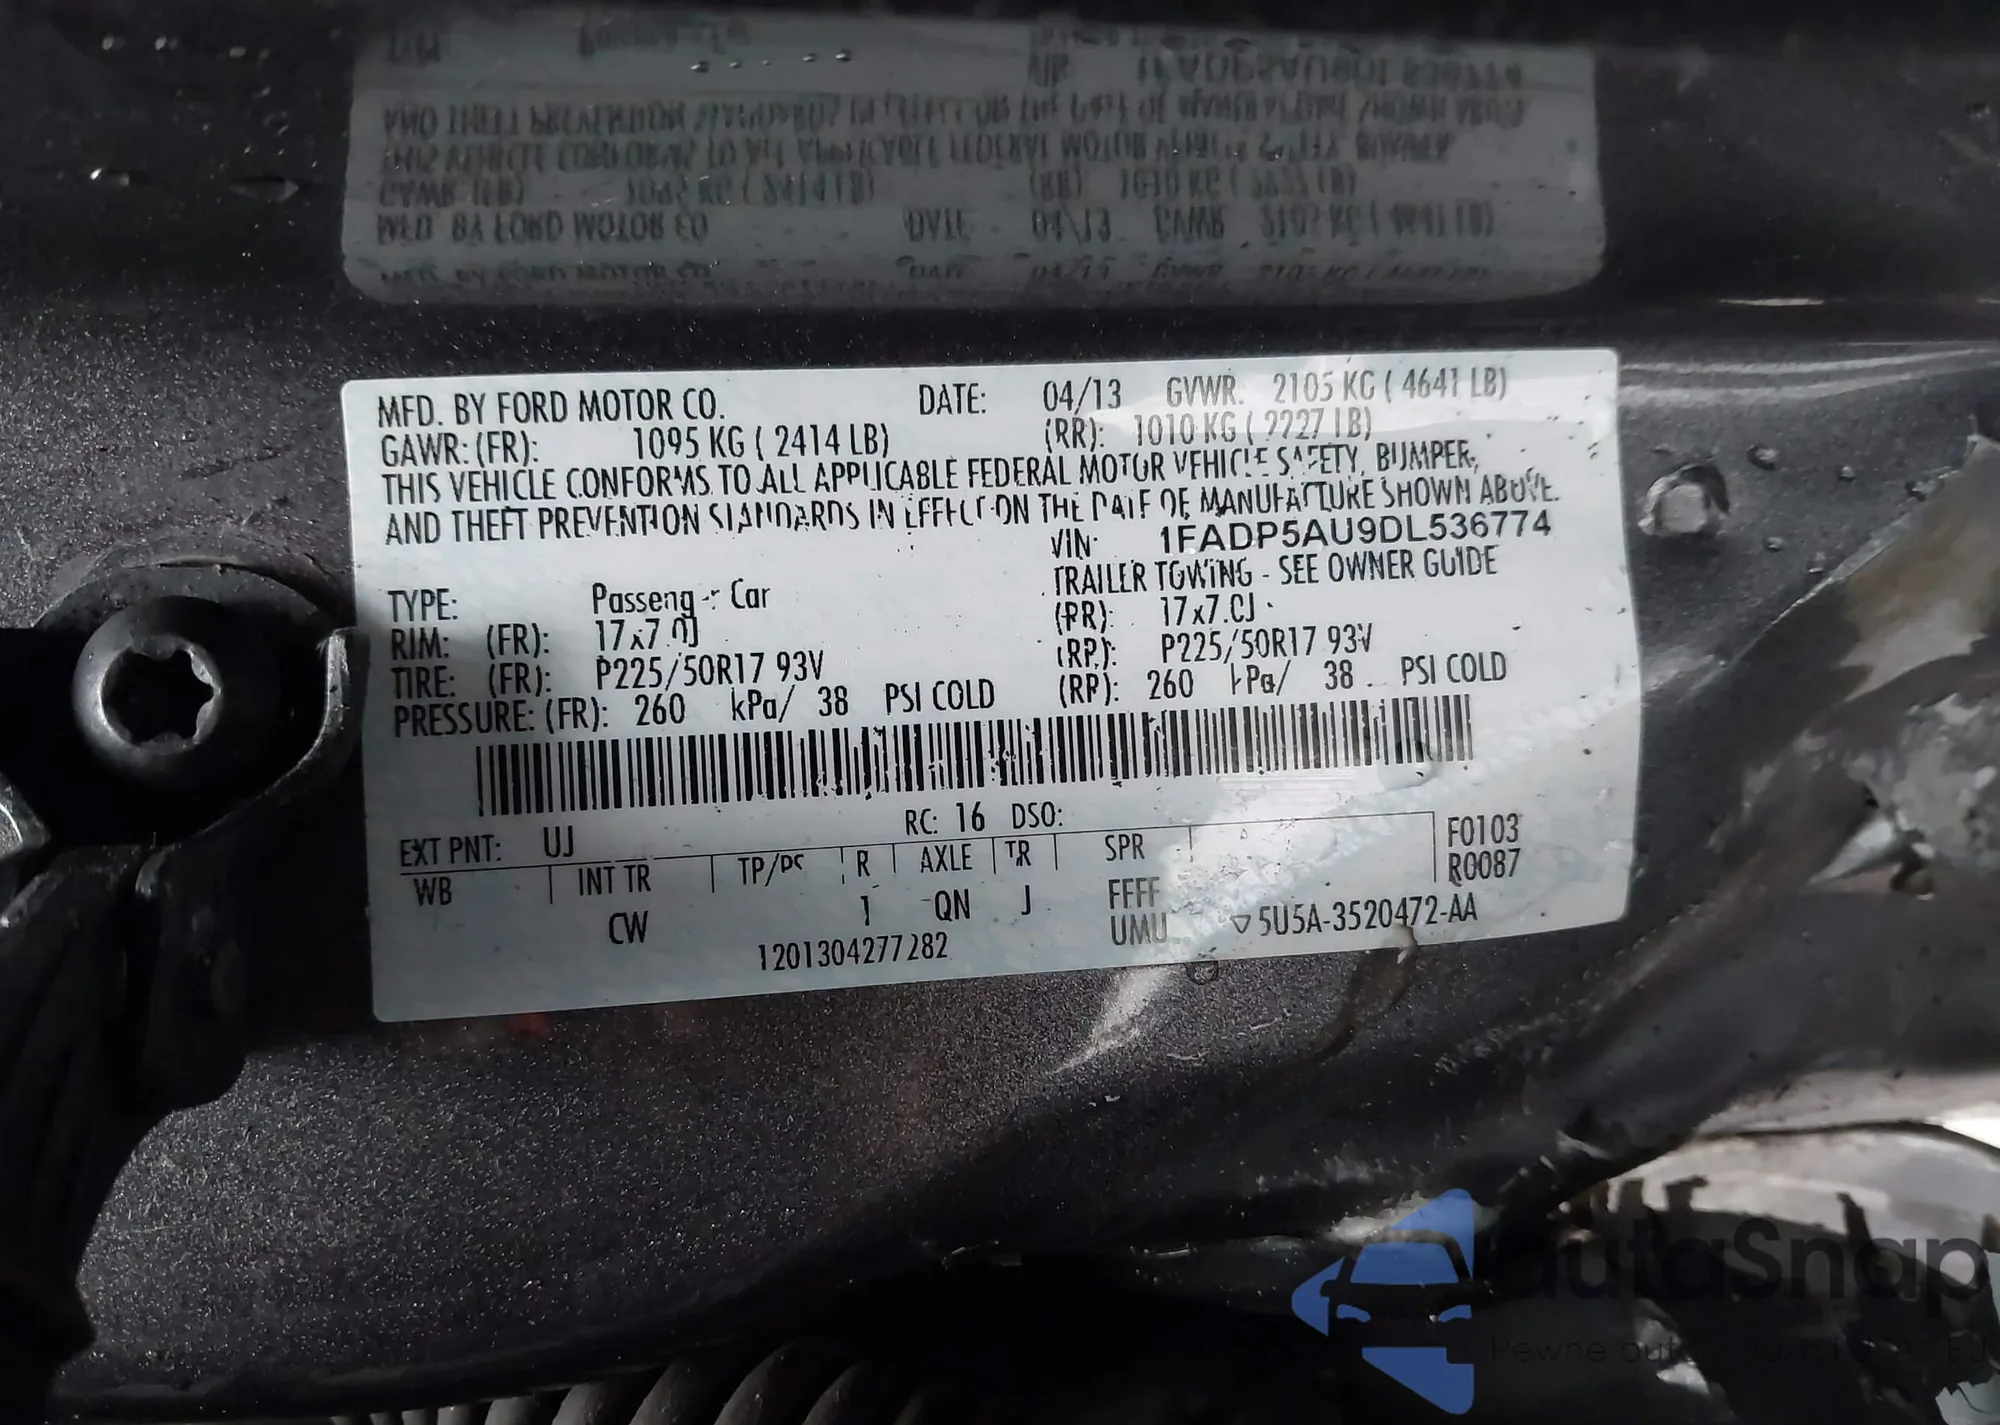 MFD. BY FORD MOTOR CO. DATE: 04/13 GVWR. 2105 KG ( 4641 LB)
GAWR: (FR): 1095 KG ( 2414 LB) (RR): 1010 KG ( 2227 LB)
THIS VEHICLE CONFORMS TO ALL APPLICABLE FEDERAL MOTOR VEHICLE SAFETY, BUMPER,
AND THEFT PREVENTION STANDARDS IN EFFECT ON THE DATE OF MANUFACTURE SHOWN ABOVE.
VIN: 1FADP5AU9DL536774
TYPE: Passenger Car TRAILER TOWING - SEE OWNER GUIDE
RIM: (FR): 17x7.0J (RR): 17x7.0J
TIRE: (FR): P225/50R17 93V (RR): P225/50R17 93V
PRESSURE: (FR): 260 kPa/ 38 PSI COLD (RR): 260 kPa/ 38 PSI COLD
RC: 16 DSO:
EXT PNT: UJ F0103
WB INT TR TP/PS R AXLE TR SPR R0087
CW 1 QN J FFFF
UMU ▽5U5A-3520472-AA
1201304277282
autaSnap